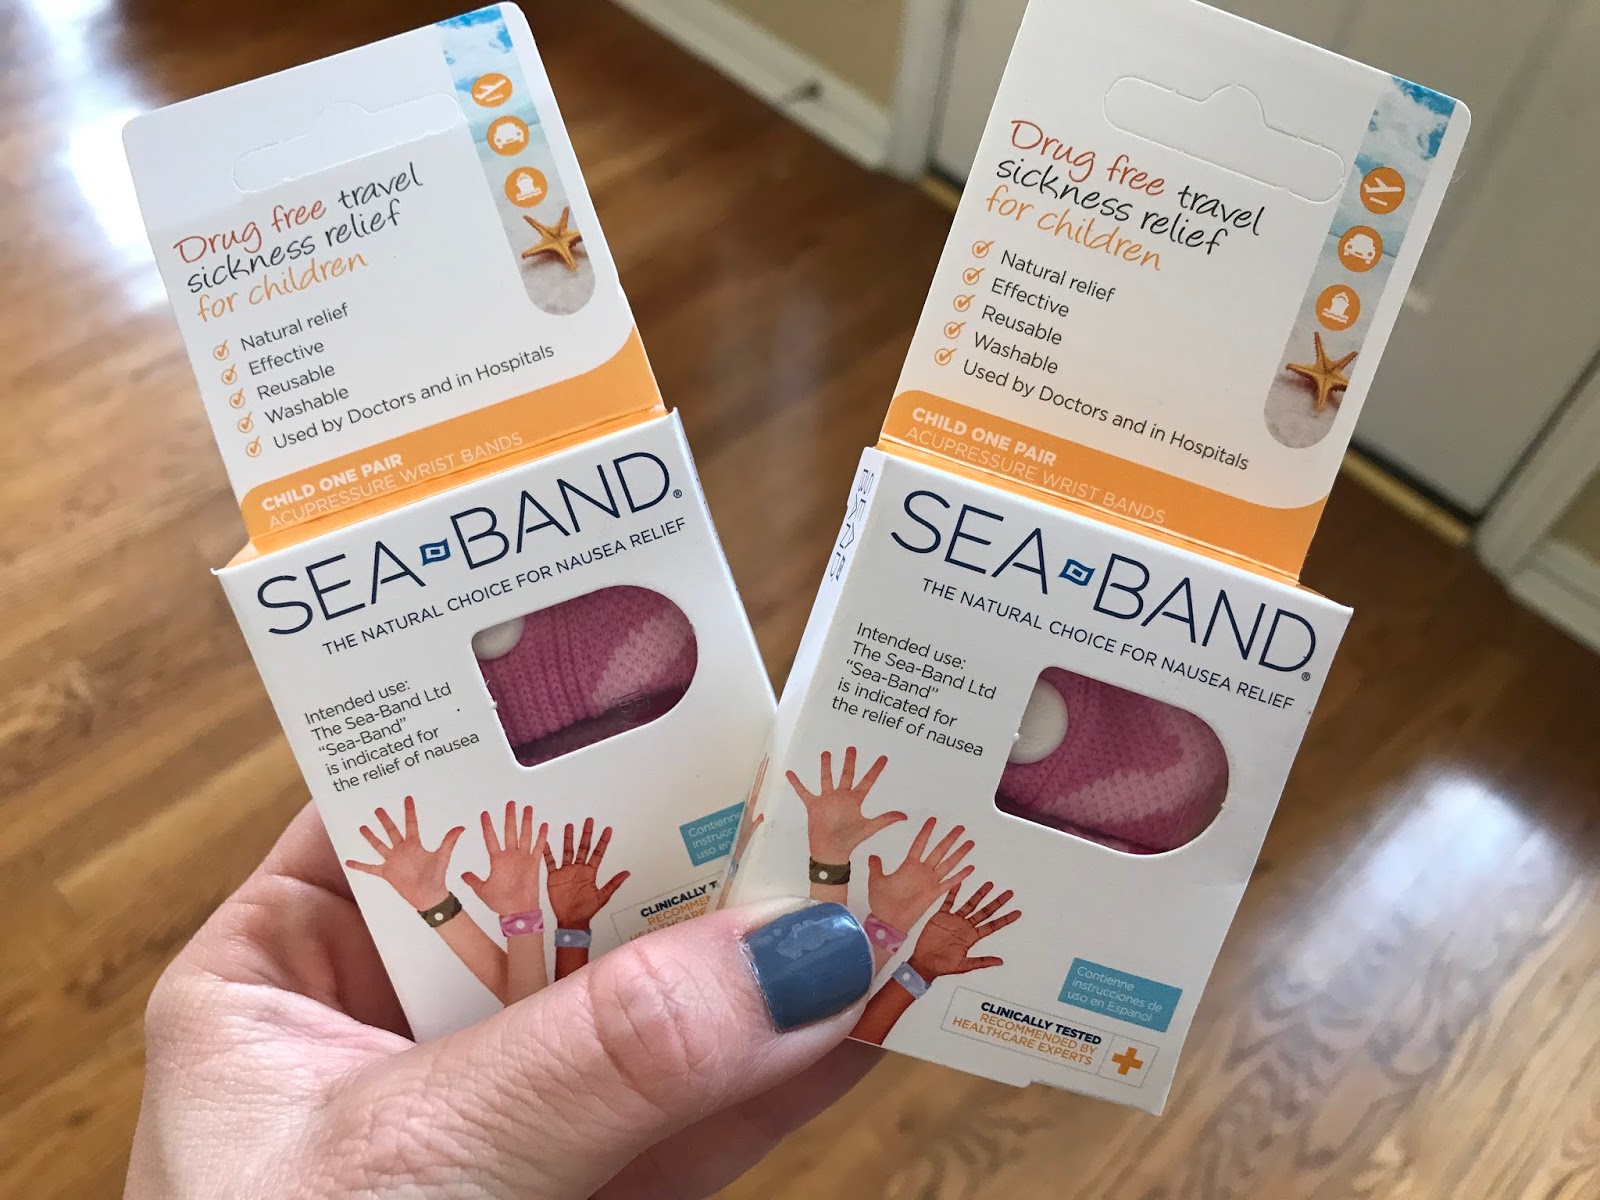 Drug free travel
sickness relief
for children
Natural relief
Effective
Reusable
Washable
Used by Doctors and in Hospitals
CHILD ONE PAIR
ACUPRESSURE WRIST BANDS
SEA BAND®
THE NATURAL CHOICE FOR NAUSEA RELIEF
Intended use:
The Sea-Band Ltd
"Sea-Band"
is indicated for
the relief of nausea
Contienne
instrucc
uso en
CLINICALLY T
RECOMME
HEALTHCARE
Drug free travel
sickness relief
for children
Natural relief
Effective
Reusable
Washable
Used by Doctors and in Hospitals
CHILD ONE PAIR
ACUPRESSURE WRIST BANDS
SEA BAND®
THE NATURAL CHOICE FOR NAUSEA RELIEF
Intended use:
The Sea-Band Ltd
"Sea-Band"
is indicated for
the relief of nausea
Contienne
instrucciones de
uso en Espanol
CLINICALLY TESTED
RECOMMENDED BY
HEALTHCARE EXPERTS